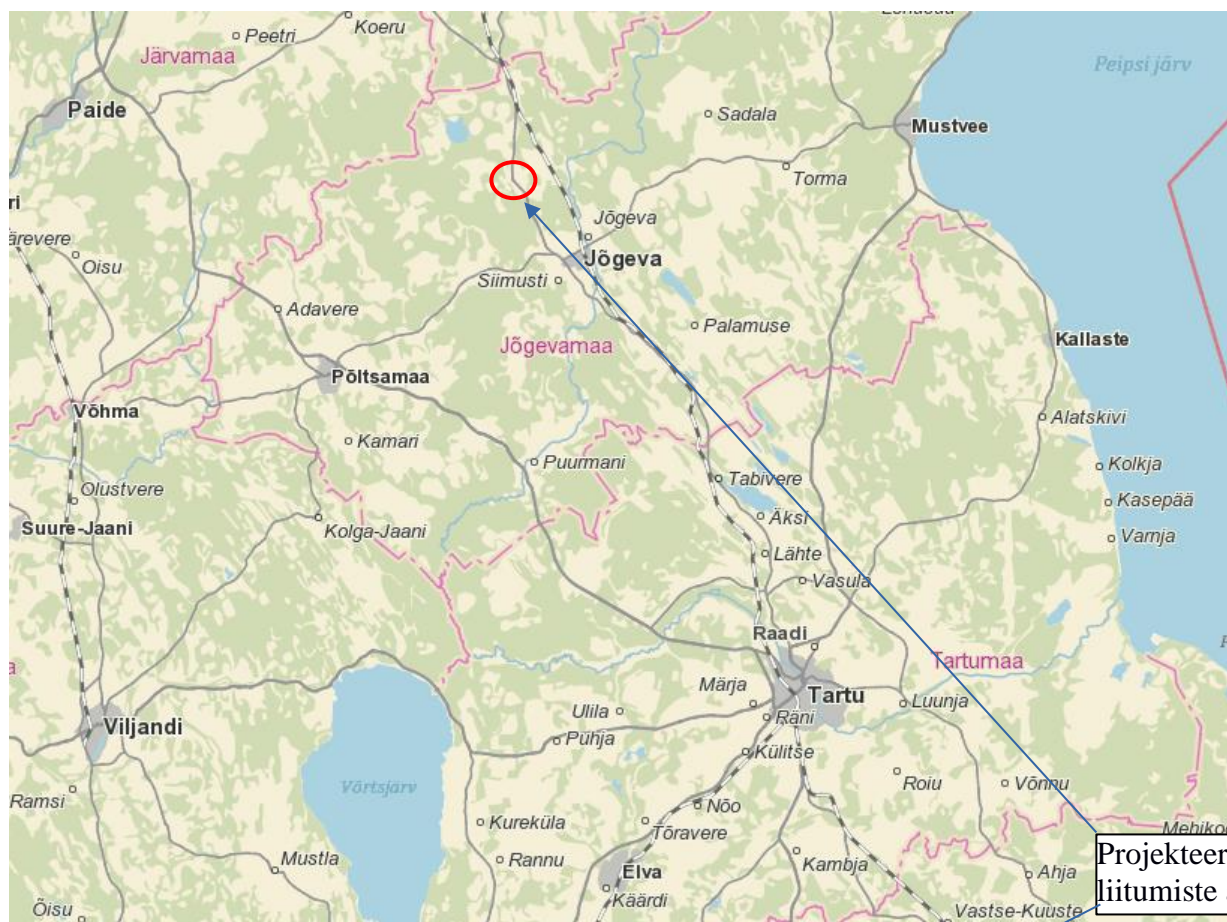 Koeru
Peetri
Järvamaa
Peipsi järv
Paide
Sadala
Mustvee
Torma
Jõgeva
Oisu
Jõgeva
Siimusti
Adavere
Palamuse
Jõgevamaa
Kallaste
Põltsamaa
Võhma
Alatskivi
Kamari
Puurmani
Kolkja
Tabivere
Olustvere
Kasepää
Äksi
Suure-Jaani
Kolga-Jaani
Varnja
Lähte
Vasula
Raadi
Tartumaa
Märja
Tartu
Luunja
Ulila
Räni
Viljandi
Puhja
Külitse
Roiu
Võnnu
Ramsi
Võrtsjärv
Nõo
Kureküla
Tõravere
Mehiko
Rannu
Kambja
Mustla
Elva
Ahja
Projekteer
liitumiste
Käärdi
Vastse-Kuuste
Õisu